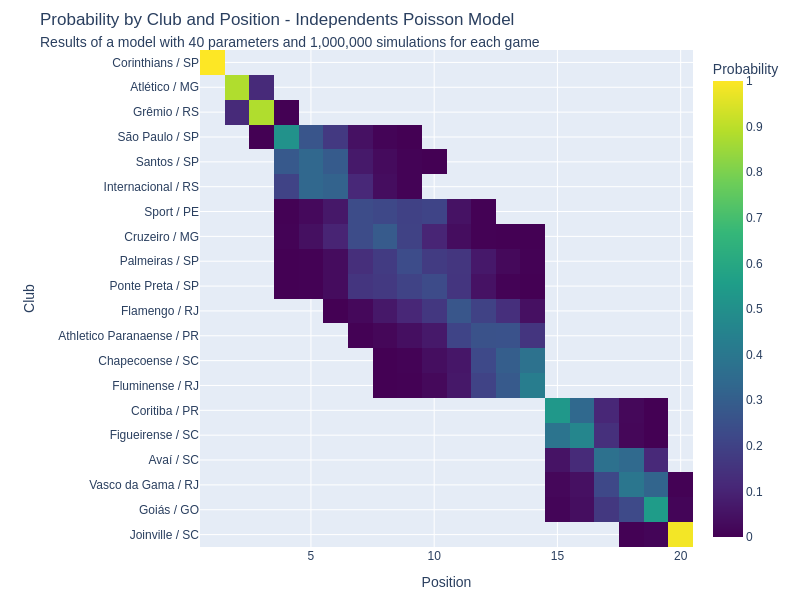 Probability by Club and Position - Independents Poisson Model
Results of a model with 40 parameters and 1,000,000 simulations for each game
Probability
Corinthians / SP
Atlético / MG
Grêmio / RS
São Paulo / SP
Santos / SP
Internacional / RS
Sport / PE
Cruzeiro / MG
Palmeiras / SP
Ponte Preta / SP
Flamengo / RJ
Athletico Paranaense / PR
Chapecoense / SC
Fluminense / RJ
Coritiba / PR
Figueirense / SC
Avaí / SC
Vasco da Gama / RJ
Goiás / GO
Joinville / SC
Club
5
10
15
20
Position
1
0.9
0.8
0.7
0.6
0.5
0.4
0.3
0.2
0.1
0